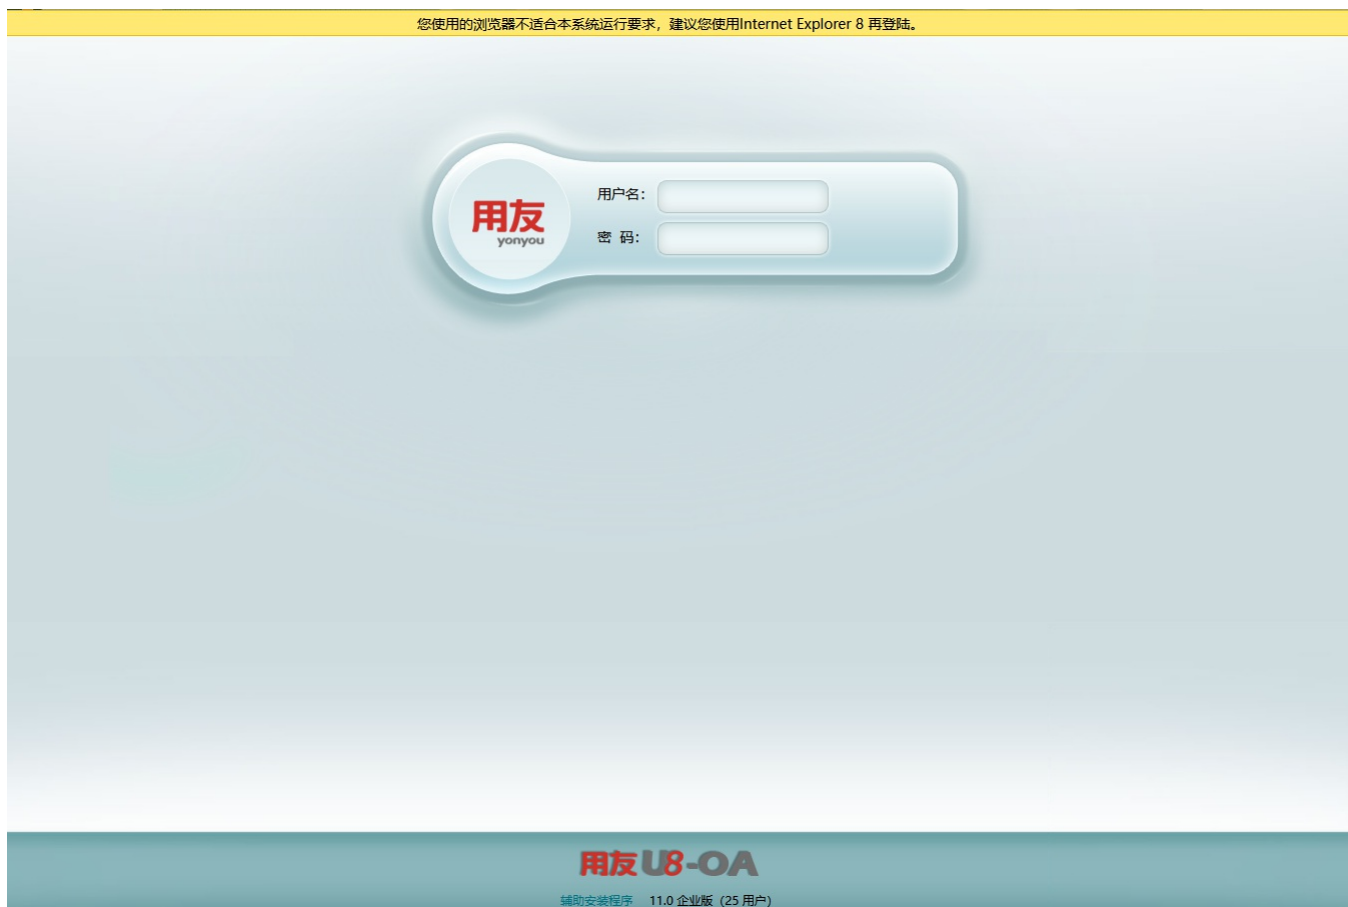 您使用的浏览器不适合本系统运行要求，建议您使用Internet Explorer 8 再登陆。
用户名：
用友
yonyou
密 码：
用友U8-OA
辅助安装程序 11.0 企业版（25 用户）